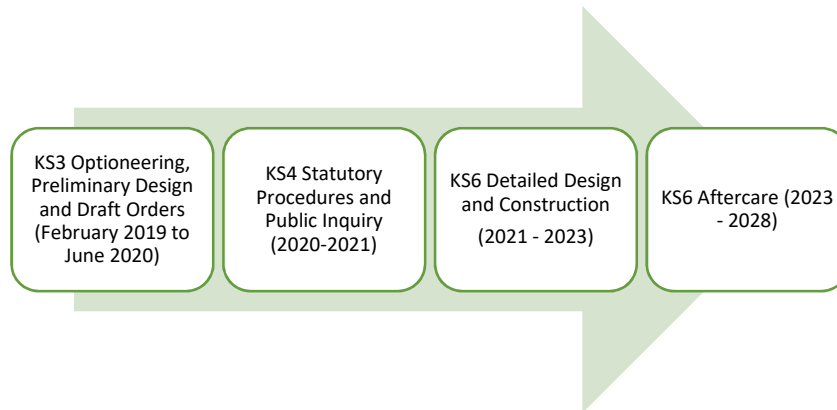 KS3 Optioneering,
Preliminary Design
and Draft Orders
(February 2019 to
June 2020)
KS4 Statutory
Procedures and
Public Inquiry
(2020-2021)
KS6 Detailed Design
and Construction
(2021 - 2023)
KS6 Aftercare (2023
- 2028)